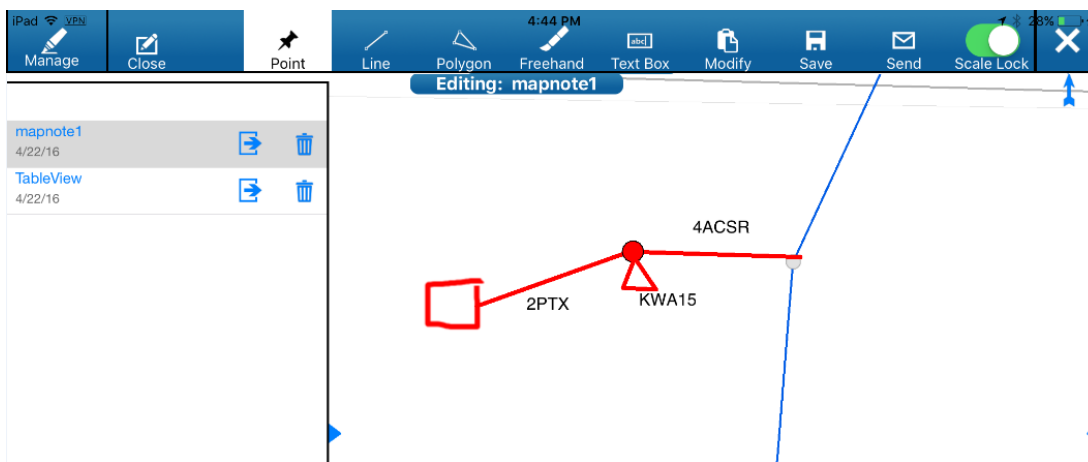 iPad VPN 4:44 PM 28%
Manage Close Point Line Polygon Freehand abc Text Box Modify Save Send Scale Lock
Editing: mapnote1
mapnote1
4/22/16
TableView
4/22/16
4ACSR
2PTX
KWA15